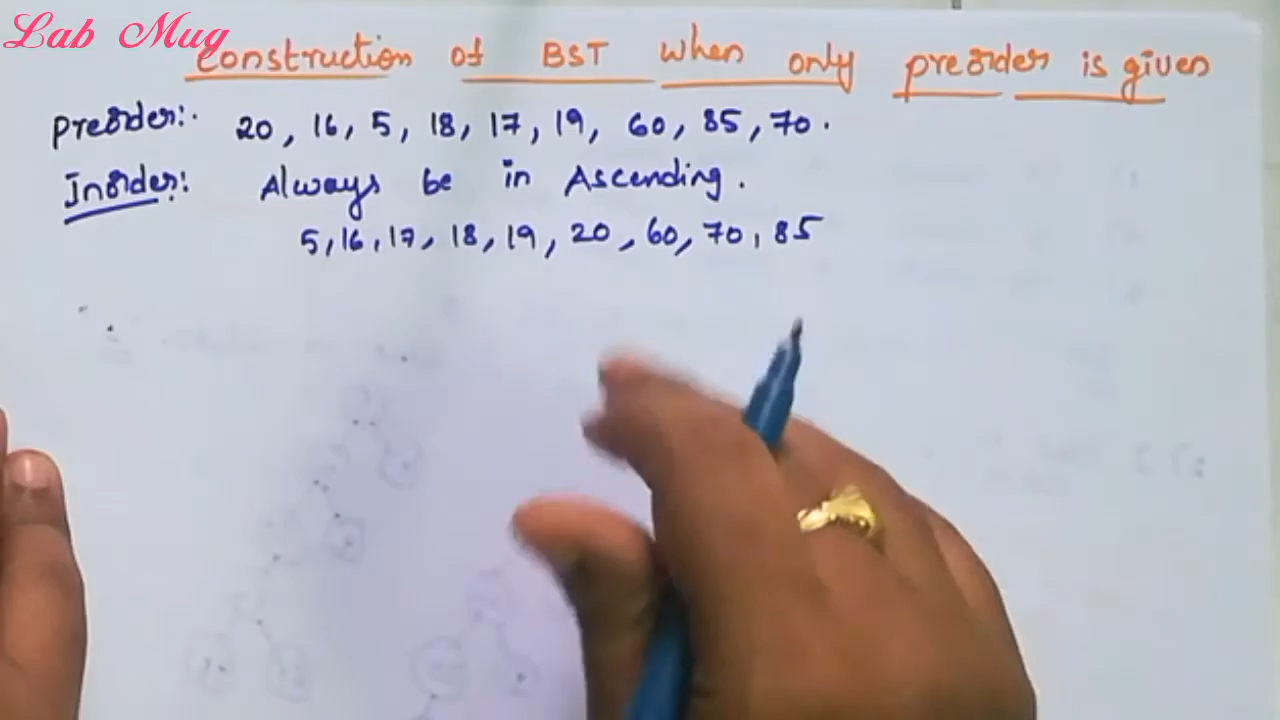 Lab Mug
Construction of BST when only preorder is given
Preorder:. 20, 16, 5, 18, 17, 19, 60, 85, 70.
Inorder: Always be in Ascending.
5, 16, 17, 18, 19, 20, 60, 70, 85